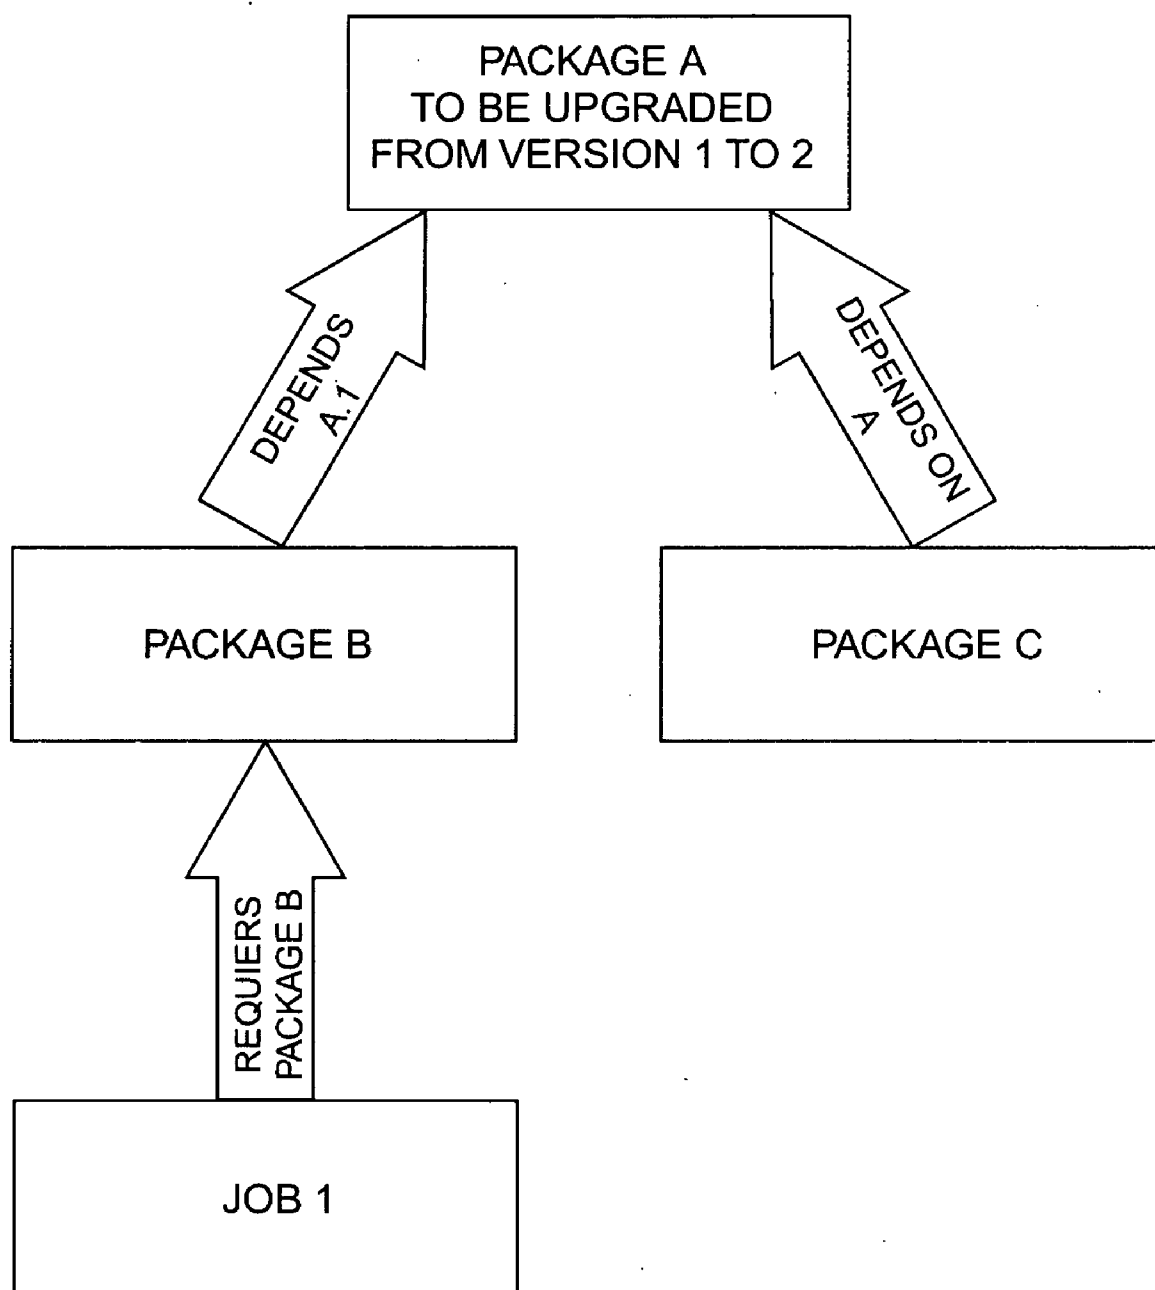 PACKAGE A
TO BE UPGRADED
FROM VERSION 1 TO 2
DEPENDS
A.1
DEPENDS ON
A
PACKAGE B
PACKAGE C
REQUIERS
PACKAGE B
JOB 1